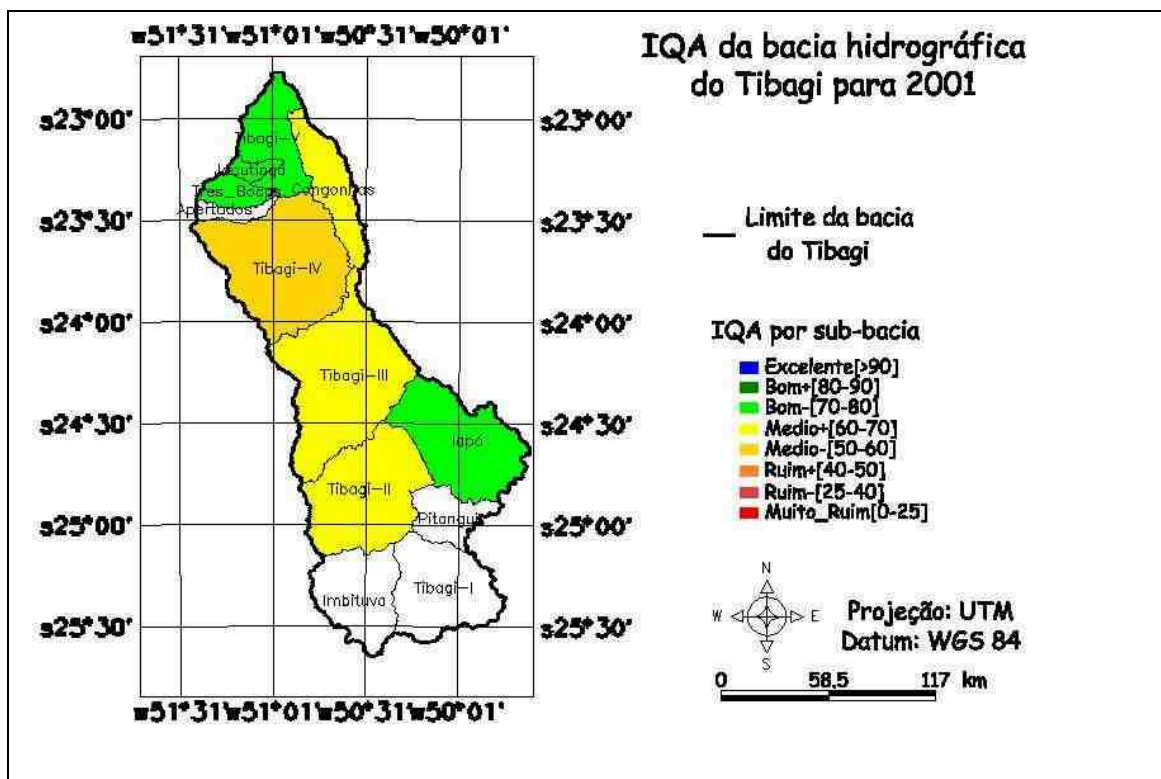 w51°31'w51°01'w50°31'w50°01'
IQA da bacia hidrográfica
do Tibagi para 2001
s23°00' s23°00'
Tibagi-V
Jacutinga
Tres_Bocas Congonhas
Apertados
s23°30' s23°30'
Limite da bacia
do Tibagi
Tibagi-IV
s24°00' s24°00'
IQA por sub-bacia
Excelente[>90]
Bom+[80-90]
Bom-[70-80]
Medio+[60-70]
Medio-[50-60]
Ruim+[40-50]
Ruim-[25-40]
Muito_Ruim[0-25]
Tibagi-III
s24°30' s24°30'
Iapó
Tibagi-II
Pitangui
s25°00' s25°00'
Tibagi-I
Imbituva
s25°30' s25°30'
N
W E
S
Projeção: UTM
Datum: WGS 84
0 58,5 117 km
w51°31'w51°01'w50°31'w50°01'